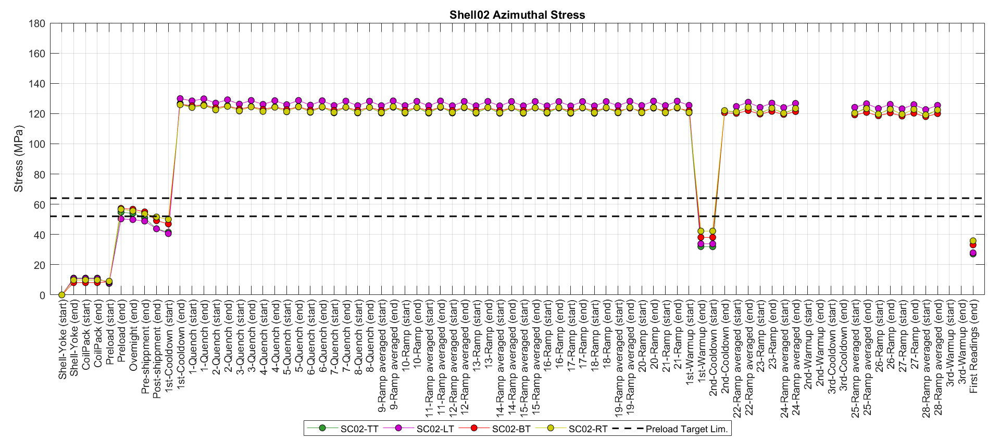 Shell02 Azimuthal Stress
Stress (MPa)
180
160
140
120
100
80
60
40
20
0
Shell-Yoke (start)
Shell-Yoke (end)
CoilPack (start)
CoilPack (end)
Preload (start)
Preload (end)
Overnight (end)
Pre-shippment (end)
Post-shippment (end)
1st-Cooldown (start)
1st-Cooldown (end)
1-Quench (start)
1-Quench (end)
2-Quench (start)
2-Quench (end)
3-Quench (start)
3-Quench (end)
4-Quench (start)
4-Quench (end)
5-Quench (start)
5-Quench (end)
6-Quench (start)
6-Quench (end)
7-Quench (start)
7-Quench (end)
8-Quench (start)
8-Quench (end)
9-Ramp averaged (start)
9-Ramp averaged (end)
10-Ramp (start)
10-Ramp (end)
11-Ramp averaged (start)
11-Ramp averaged (end)
12-Ramp averaged (start)
12-Ramp averaged (end)
13-Ramp (start)
13-Ramp (end)
14-Ramp averaged (start)
14-Ramp averaged (end)
15-Ramp averaged (start)
15-Ramp averaged (end)
16-Ramp (start)
16-Ramp (end)
17-Ramp (start)
17-Ramp (end)
18-Ramp (start)
18-Ramp (end)
19-Ramp averaged (start)
19-Ramp averaged (end)
20-Ramp (start)
20-Ramp (end)
21-Ramp (start)
21-Ramp (end)
1st-Warmup (start)
1st-Warmup (end)
2nd-Cooldown (start)
2nd-Cooldown (end)
22-Ramp averaged (start)
22-Ramp averaged (end)
23-Ramp (start)
23-Ramp (end)
24-Ramp averaged (start)
24-Ramp averaged (end)
2nd-Warmup (start)
2nd-Warmup (end)
3rd-Cooldown (start)
3rd-Cooldown (end)
25-Ramp averaged (start)
25-Ramp averaged (end)
26-Ramp (start)
26-Ramp (end)
27-Ramp (start)
27-Ramp (end)
28-Ramp averaged (start)
28-Ramp averaged (end)
3rd-Warmup (start)
3rd-Warmup (end)
First Readings (end)
SC02-TT SC02-LT SC02-BT SC02-RT Preload Target Lim.